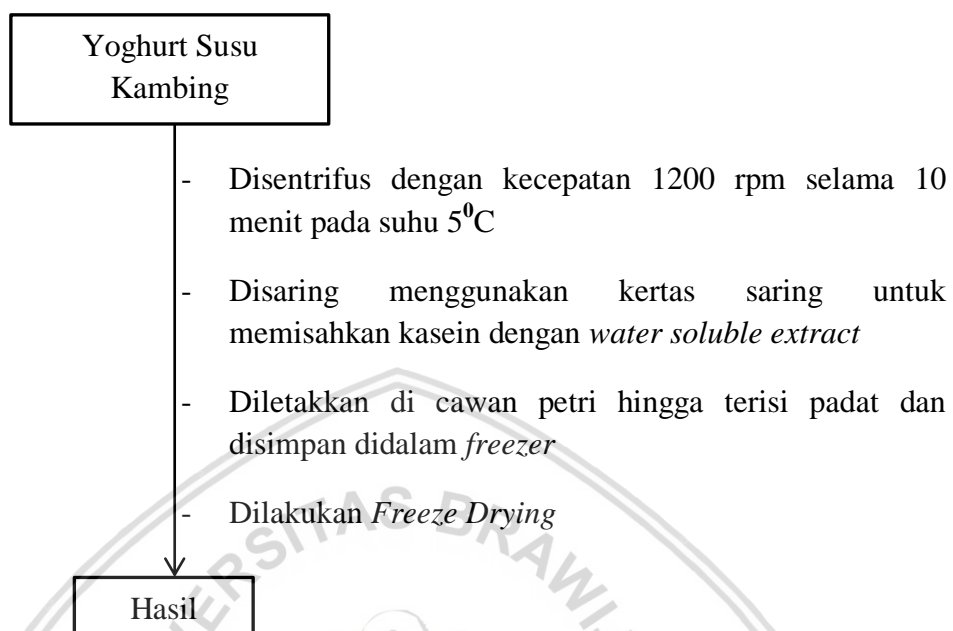 Yoghurt Susu
Kambing
- Disentrifus dengan kecepatan 1200 rpm selama 10
menit pada suhu 5⁰C
- Disaring menggunakan kertas saring untuk
memisahkan kasein dengan water soluble extract
- Diletakkan di cawan petri hingga terisi padat dan
disimpan didalam freezer
- Dilakukan Freeze Drying
Hasil